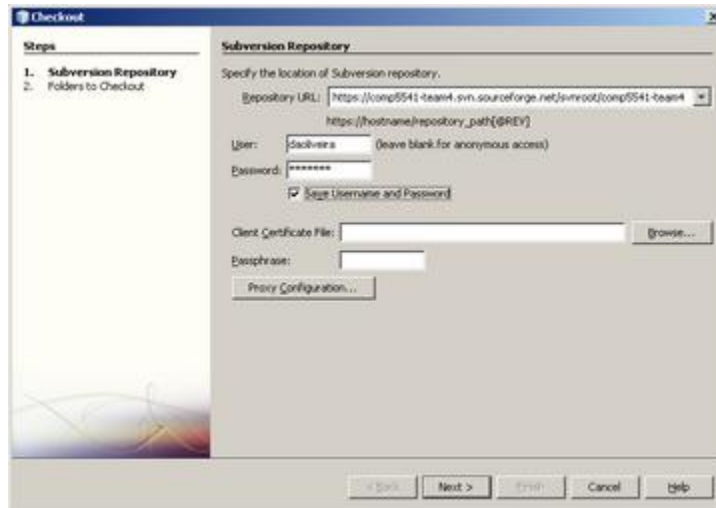 Checkout
Steps
1. Subversion Repository
2. Folders to Checkout
Subversion Repository
Specify the location of Subversion repository.
Repository URL: https://comp5541-team4.svn.sourceforge.net/svnroot/comp5541-team4
https://hostname/repository_path[@REV]
User: daoliveira (leave blank for anonymous access)
Password: *******
Save Username and Password
Client Certificate File: Browse...
Passphrase:
Proxy Configuration...
< Back Next > Finish Cancel Help